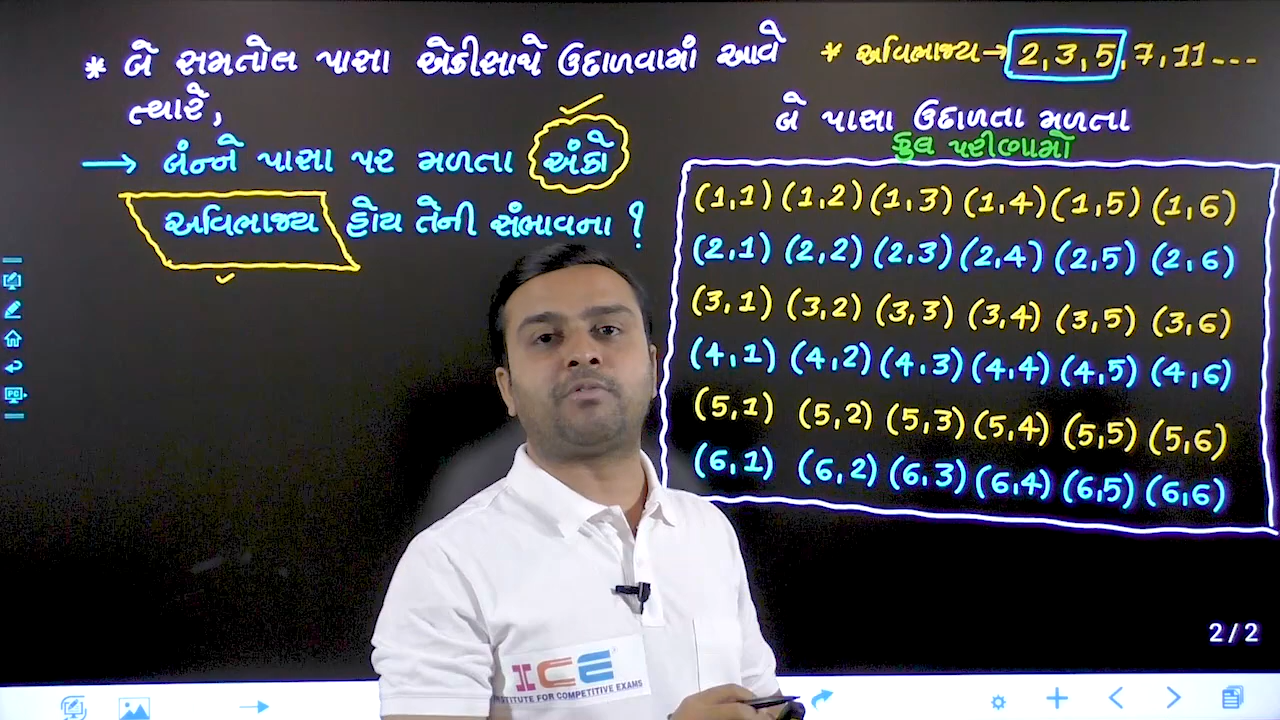 * બે સમતોલ પાસા એકીસાથે ઉછાળવામાં આવે
ત્યારે,
→ બંન્ને પાસા પર મળતા અંકો
અવિભાજ્ય હોય તેની સંભાવના ?
* અવિભાજ્ય → 2, 3, 5, 7, 11 ---
બે પાસા ઉછાળતા મળતા
કુલ પરીણામો
(1,1) (1,2) (1,3) (1,4) (1,5) (1,6)
(2,1) (2,2) (2,3) (2,4) (2,5) (2,6)
(3,1) (3,2) (3,3) (3,4) (3,5) (3,6)
(4,1) (4,2) (4,3) (4,4) (4,5) (4,6)
(5,1) (5,2) (5,3) (5,4) (5,5) (5,6)
(6,1) (6,2) (6,3) (6,4) (6,5) (6,6)
2/2
ICE
INSTITUTE FOR COMPETITIVE EXAMS